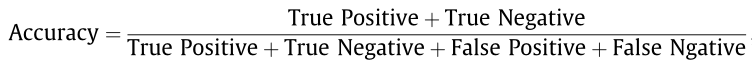 Accuracy = True Positive + True Negative
True Positive + True Negative + False Positive + False Ngative.